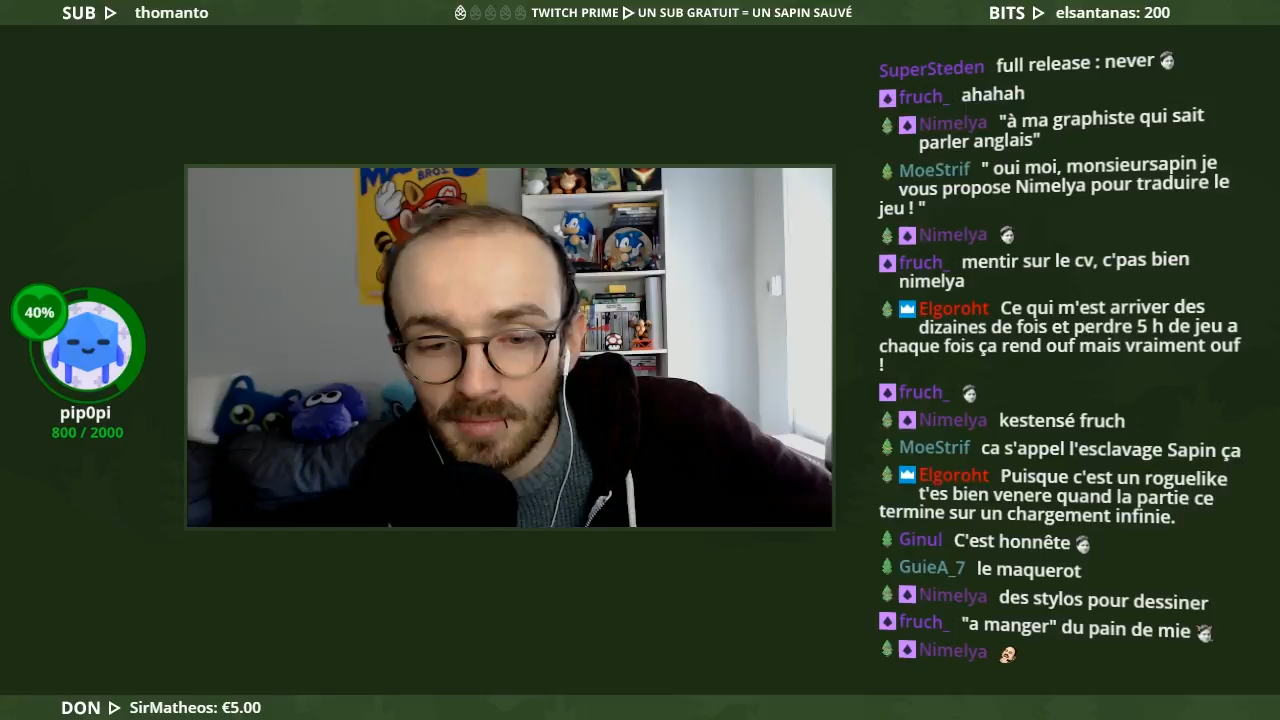 SUB thomanto
TWITCH PRIME UN SUB GRATUIT = UN SAPIN SAUVÉ
BITS elsantanas: 200
SuperSteden full release : never
fruch_ ahahah
Nimelya "à ma graphiste qui sait
parler anglais"
MoeStrif " oui moi, monsieursapin je
vous propose Nimelya pour traduire le
jeu ! "
Nimelya
fruch_ mentir sur le cv, c'pas bien
nimelya
Elgoroht Ce qui m'est arriver des
dizaines de fois et perdre 5 h de jeu a
chaque fois ça rend ouf mais vraiment ouf
!
fruch_
Nimelya kestensé fruch
MoeStrif ca s'appel l'esclavage Sapin ça
Elgoroht Puisque c'est un roguelike
t'es bien venere quand la partie ce
termine sur un chargement infinie.
Ginul C'est honnête
GuieA_7 le maquerot
Nimelya des stylos pour dessiner
fruch_ "a manger" du pain de mie
Nimelya
40%
pip0pi
800 / 2000
BROS.
DON SirMatheos: €5.00